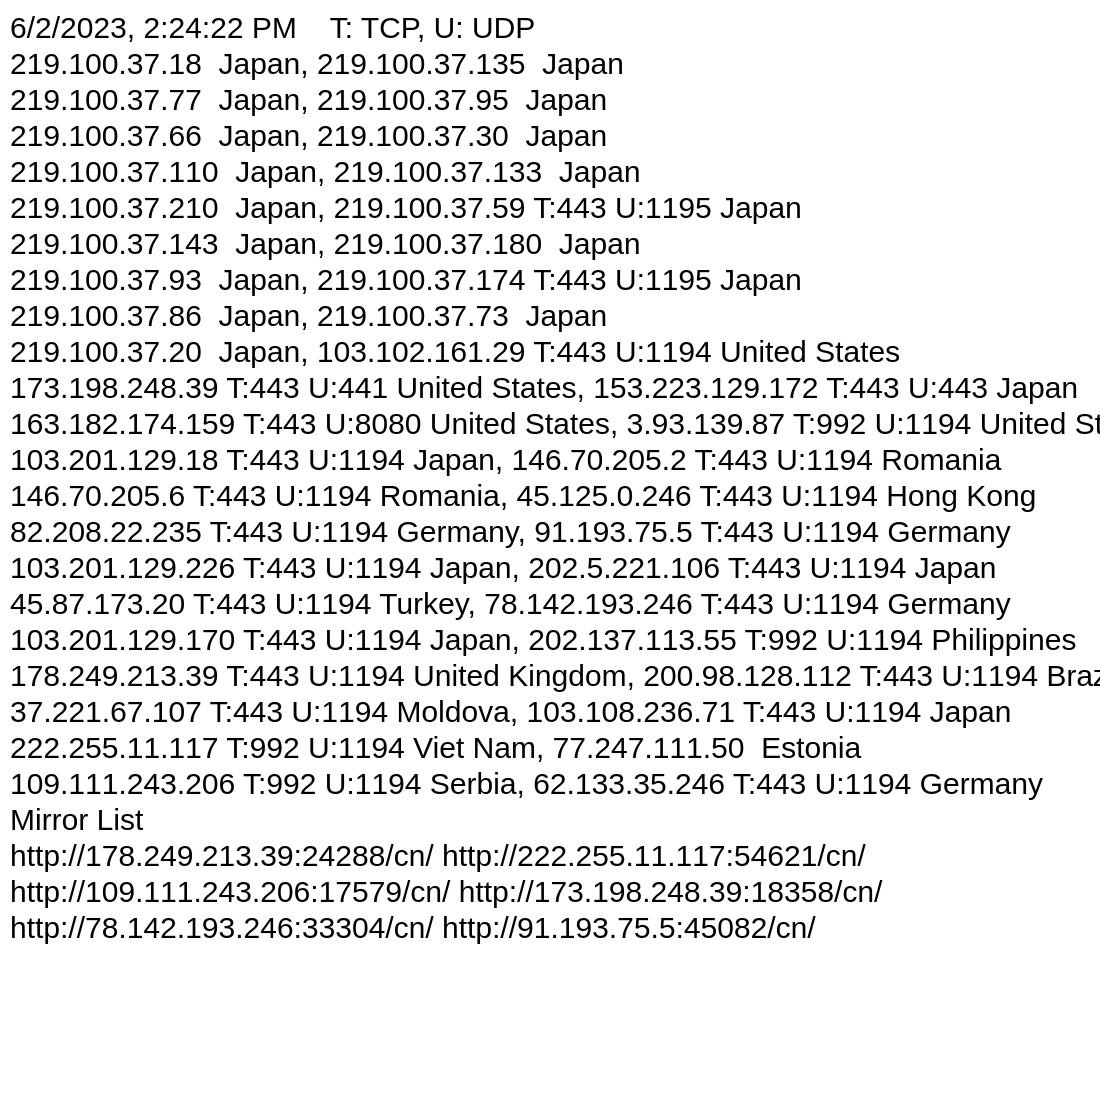 6/2/2023, 2:24:22 PM    T: TCP, U: UDP
219.100.37.18  Japan, 219.100.37.135  Japan
219.100.37.77  Japan, 219.100.37.95  Japan
219.100.37.66  Japan, 219.100.37.30  Japan
219.100.37.110  Japan, 219.100.37.133  Japan
219.100.37.210  Japan, 219.100.37.59 T:443 U:1195 Japan
219.100.37.143  Japan, 219.100.37.180  Japan
219.100.37.93  Japan, 219.100.37.174 T:443 U:1195 Japan
219.100.37.86  Japan, 219.100.37.73  Japan
219.100.37.20  Japan, 103.102.161.29 T:443 U:1194 United States
173.198.248.39 T:443 U:441 United States, 153.223.129.172 T:443 U:443 Japan
163.182.174.159 T:443 U:8080 United States, 3.93.139.87 T:992 U:1194 United St
103.201.129.18 T:443 U:1194 Japan, 146.70.205.2 T:443 U:1194 Romania
146.70.205.6 T:443 U:1194 Romania, 45.125.0.246 T:443 U:1194 Hong Kong
82.208.22.235 T:443 U:1194 Germany, 91.193.75.5 T:443 U:1194 Germany
103.201.129.226 T:443 U:1194 Japan, 202.5.221.106 T:443 U:1194 Japan
45.87.173.20 T:443 U:1194 Turkey, 78.142.193.246 T:443 U:1194 Germany
103.201.129.170 T:443 U:1194 Japan, 202.137.113.55 T:992 U:1194 Philippines
178.249.213.39 T:443 U:1194 United Kingdom, 200.98.128.112 T:443 U:1194 Braz
37.221.67.107 T:443 U:1194 Moldova, 103.108.236.71 T:443 U:1194 Japan
222.255.11.117 T:992 U:1194 Viet Nam, 77.247.111.50  Estonia
109.111.243.206 T:992 U:1194 Serbia, 62.133.35.246 T:443 U:1194 Germany
Mirror List
http://178.249.213.39:24288/cn/ http://222.255.11.117:54621/cn/
http://109.111.243.206:17579/cn/ http://173.198.248.39:18358/cn/
http://78.142.193.246:33304/cn/ http://91.193.75.5:45082/cn/